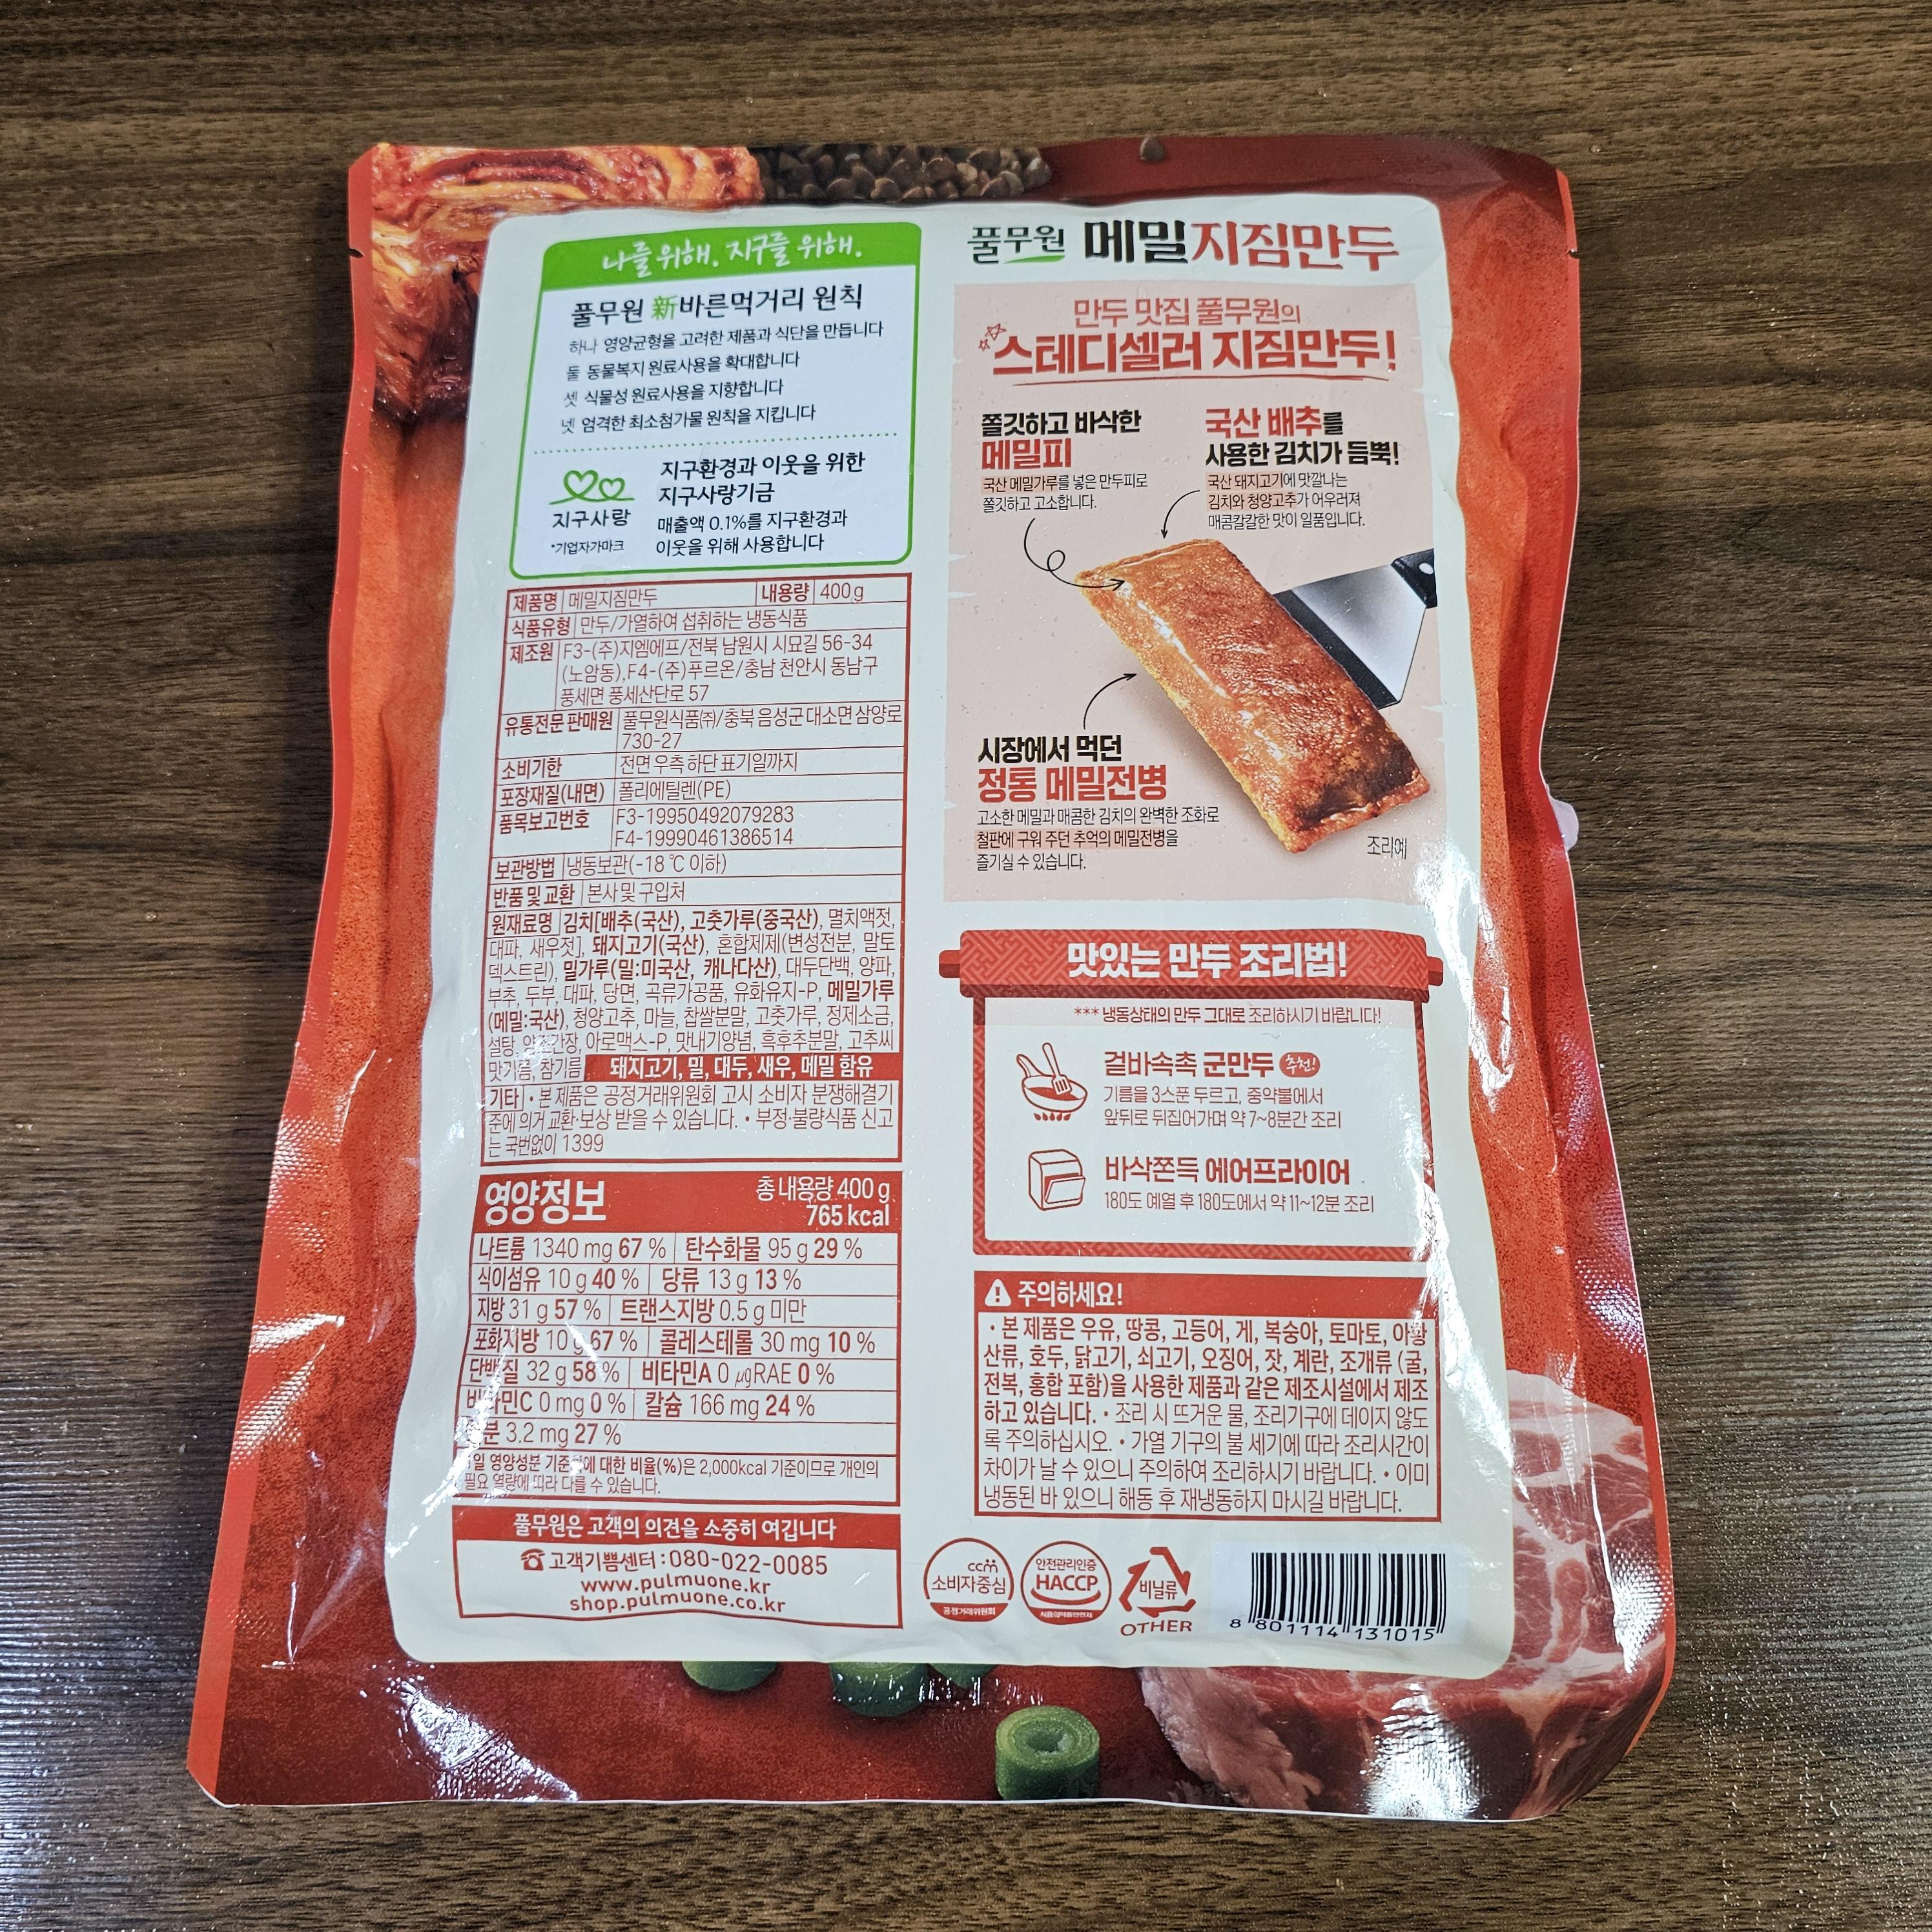 나를 위해. 지구를 위해.
풀무원 新바른먹거리 원칙
하나 영양균형을 고려한 제품과 식단을 만듭니다
둘 동물복지 원료사용을 확대합니다
셋 식물성 원료사용을 지향합니다
넷 엄격한 최소첨가물 원칙을 지킵니다
지구사랑
*기업자가마크
지구환경과 이웃을 위한
지구사랑기금
매출액 0.1%를 지구환경과
이웃을 위해 사용합니다
제품명 메밀지짐만두 내용량 400g
식품유형 만두/가열하여 섭취하는 냉동식품
제조원 F3-(주)지엠에프/전북 남원시 시묘길 56-34
(노암동),F4-(주)푸르온/충남 천안시 동남구
풍세면 풍세산단로 57
유통전문판매원 풀무원식품㈜/충북 음성군 대소면 삼양로
730-27
소비기한 전면 우측 하단 표기일까지
포장재질(내면) 폴리에틸렌(PE)
품목보고번호 F3-19950492079283
F4-19990461386514
보관방법 냉동보관(-18 ℃ 이하)
반품 및 교환 본사 및 구입처
원재료명 김치[배추(국산), 고춧가루(중국산), 멸치액젓,
대파, 새우젓], 돼지고기(국산), 혼합제제(변성전분, 말토
덱스트린), 밀가루(밀:미국산, 캐나다산), 대두단백, 양파,
부추, 두부, 대파, 당면, 곡류가공품, 유화유지-P, 메밀가루
(메밀:국산), 청양고추, 마늘, 찹쌀분말, 고춧가루, 정제소금,
설탕, 양조간장, 아로맥스-P, 맛내기양념, 흑후추분말, 고추씨
맛기름, 참기름 돼지고기, 밀, 대두, 새우, 메밀 함유
기타 • 본 제품은 공정거래위원회 고시 소비자 분쟁해결기
준에 의거 교환·보상 받을 수 있습니다. • 부정·불량식품 신고
는 국번없이 1399
영양정보 총 내용량 400 g
765 kcal
나트륨 1340 mg 67 % 탄수화물 95 g 29 %
식이섬유 10 g 40 % 당류 13 g 13 %
지방 31 g 57 % 트랜스지방 0.5 g 미만
포화지방 10 g 67 % 콜레스테롤 30 mg 10 %
단백질 32 g 58 % 비타민A 0 μgRAE 0 %
비타민C 0 mg 0 % 칼슘 166 mg 24 %
분 3.2 mg 27 %
일 영양성분 기준치에 대한 비율(%)은 2,000kcal 기준이므로 개인의
필요 열량에 따라 다를 수 있습니다.
풀무원은 고객의 의견을 소중히 여깁니다
고객기쁨센터 : 080-022-0085
www.pulmuone.kr
shop.pulmuone.co.kr
풀무원 메밀지짐만두
만두 맛집 풀무원의
스테디셀러 지짐만두!
쫄깃하고 바삭한
메밀피
국산 메밀가루를 넣은 만두피로
쫄깃하고 고소합니다.
국산 배추를
사용한 김치가 듬뿍!
국산 돼지고기에 맛깔나는
김치와 청양고추가 어우러져
매콤칼칼한 맛이 일품입니다.
시장에서 먹던
정통 메밀전병
고소한 메밀과 매콤한 김치의 완벽한 조화로
철판에 구워 주던 추억의 메밀전병을
즐기실 수 있습니다.
조리예
맛있는 만두 조리법!
*** 냉동상태의 만두 그대로 조리하시기 바랍니다!
겉바속촉 군만두 추천!
기름을 3스푼 두르고, 중약불에서
앞뒤로 뒤집어가며 약 7~8분간 조리
바삭쫀득 에어프라이어
180도 예열 후 180도에서 약 11~12분 조리
주의하세요!
• 본 제품은 우유, 땅콩, 고등어, 게, 복숭아, 토마토, 아황
산류, 호두, 닭고기, 쇠고기, 오징어, 잣, 계란, 조개류 (굴,
전복, 홍합 포함)을 사용한 제품과 같은 제조시설에서 제조
하고 있습니다. • 조리 시 뜨거운 물, 조리기구에 데이지 않도
록 주의하십시오. • 가열 기구의 불 세기에 따라 조리시간이
차이가 날 수 있으니 주의하여 조리하시기 바랍니다. • 이미
냉동된 바 있으니 해동 후 재냉동하지 마시길 바랍니다.
ccm
소비자중심
공정거래위원회
안전관리인증
HACCP
식품의약품안전처
비닐류
OTHER
8 801114 131015